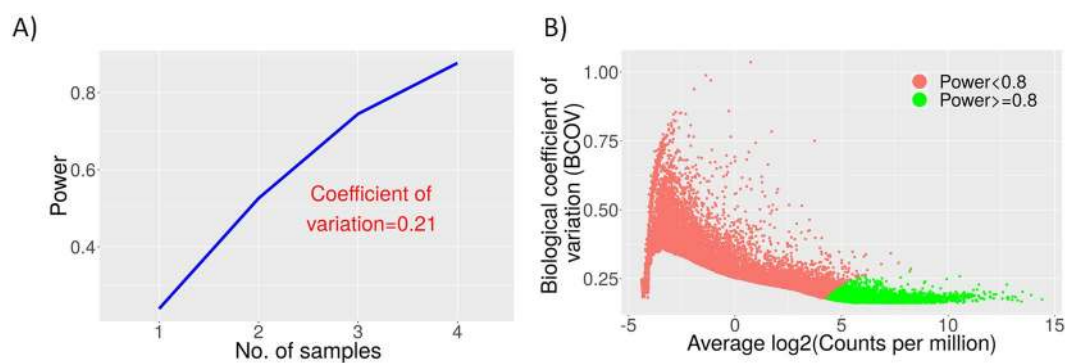 A)
Power
0.8
0.6
0.4
Coefficient of
variation=0.21
1 2 3 4
No. of samples
B)
Biological coefficient of
variation (BCOV)
1.00
0.75
0.50
0.25
Power<0.8
Power>=0.8
-5 0 5 10 15
Average log2(Counts per million)